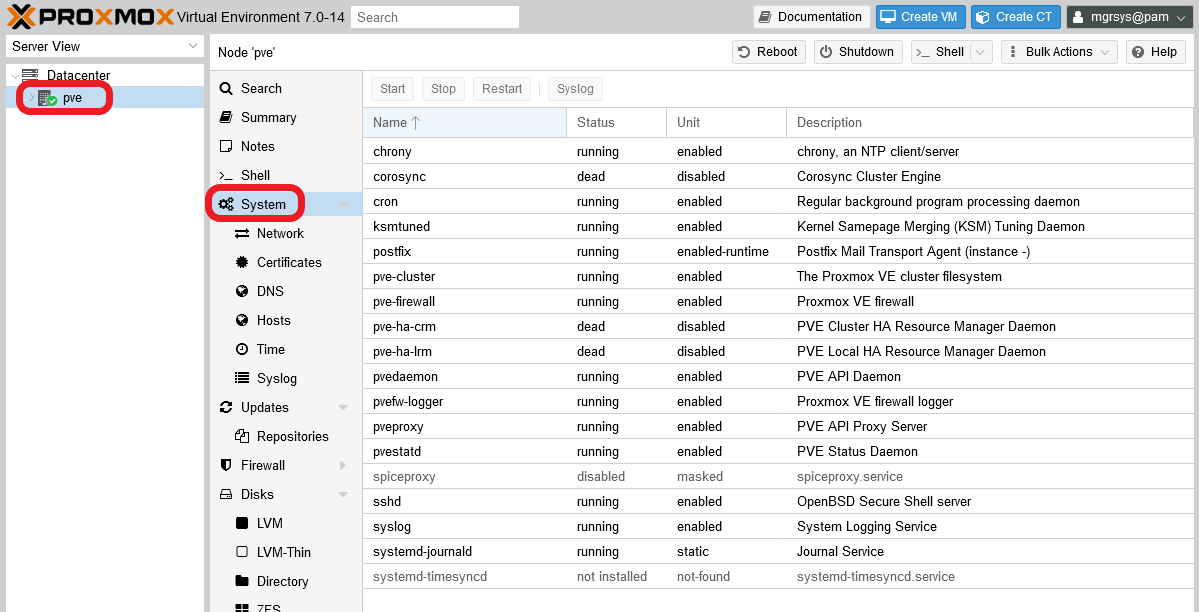 PROXMOX Virtual Environment 7.0-14 Search Documentation Create VM Create CT mgrsys@pam
Server View
Datacenter
pve
Node 'pve' Reboot Shutdown Shell Bulk Actions Help
Search
Summary
Notes
Shell
System
Network
Certificates
DNS
Hosts
Time
Syslog
Updates
Repositories
Firewall
Disks
LVM
LVM-Thin
Directory
ZFS
Start Stop Restart Syslog
Name Status Unit Description
chrony running enabled chrony, an NTP client/server
corosync dead disabled Corosync Cluster Engine
cron running enabled Regular background program processing daemon
ksmtuned running enabled Kernel Samepage Merging (KSM) Tuning Daemon
postfix running enabled-runtime Postfix Mail Transport Agent (instance -)
pve-cluster running enabled The Proxmox VE cluster filesystem
pve-firewall running enabled Proxmox VE firewall
pve-ha-crm dead disabled PVE Cluster HA Resource Manager Daemon
pve-ha-lrm dead disabled PVE Local HA Resource Manager Daemon
pvedaemon running enabled PVE API Daemon
pvefw-logger running enabled Proxmox VE firewall logger
pveproxy running enabled PVE API Proxy Server
pvestatd running enabled PVE Status Daemon
spiceproxy disabled masked spiceproxy.service
sshd running enabled OpenBSD Secure Shell server
syslog running enabled System Logging Service
systemd-journald running static Journal Service
systemd-timesyncd not installed not-found systemd-timesyncd.service